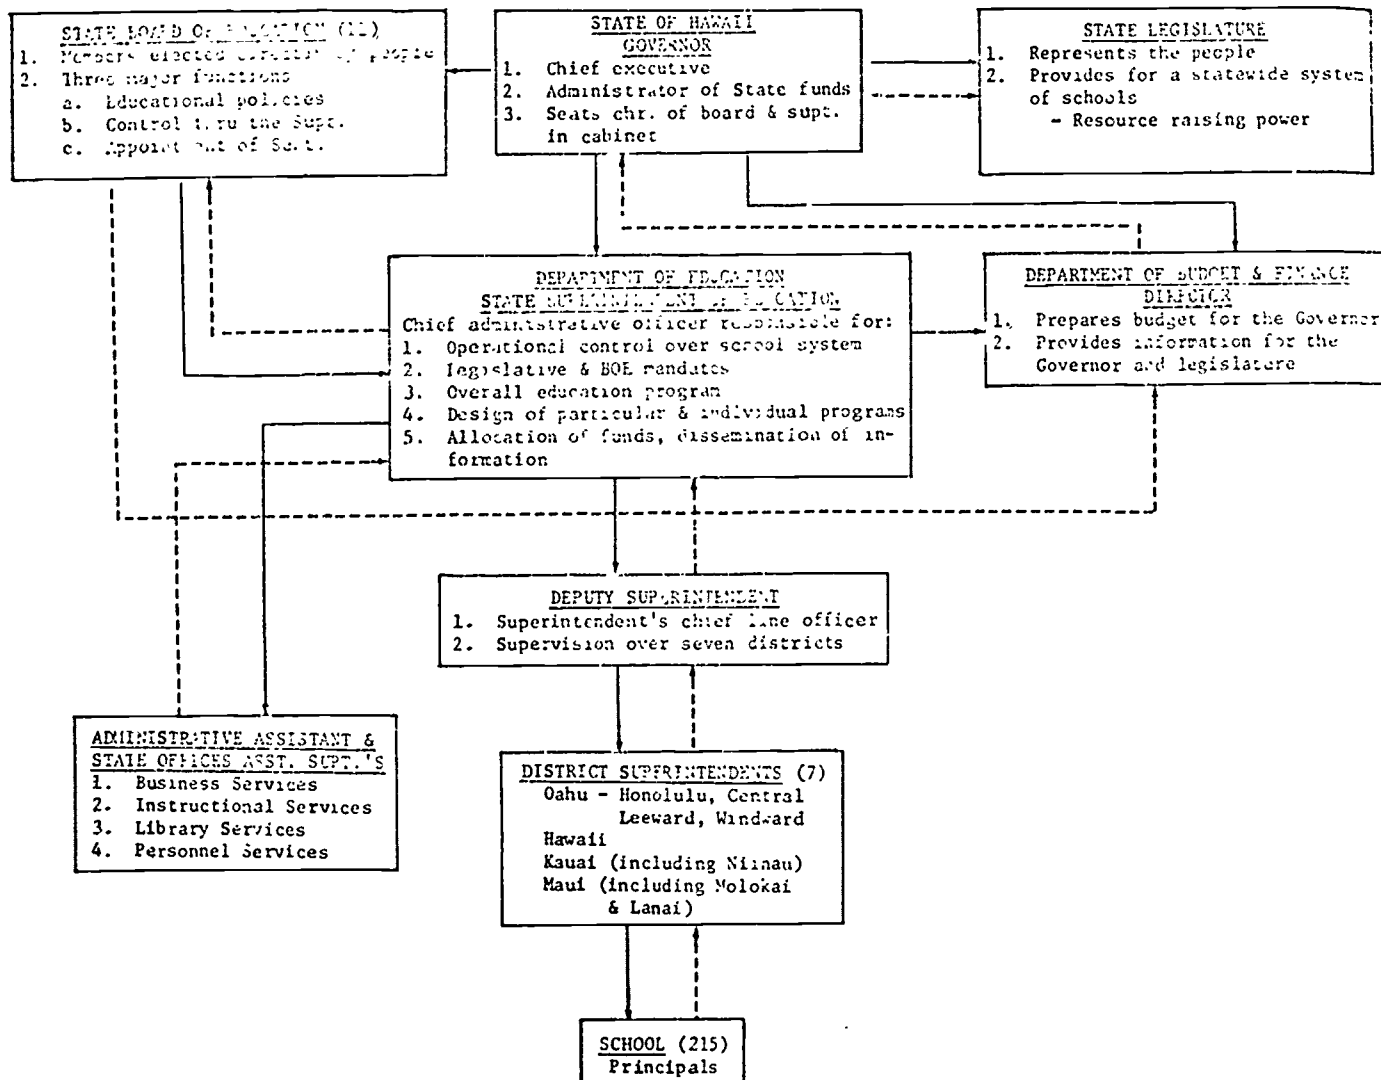 STATE BOARD OF EDUCATION (11)
1. Members elected directly by people
2. Three major functions
a. Educational policies
b. Control thru the Supt.
c. Appointment of Supt.
STATE OF HAWAII
GOVERNOR
1. Chief executive
2. Administrator of State funds
3. Seats chr. of board & supt.
in cabinet
STATE LEGISLATURE
1. Represents the people
2. Provides for a statewide system
of schools
- Resource raising power
DEPARTMENT OF EDUCATION
STATE SUPERINTENDENT OF EDUCATION
Chief administrative officer responsible for:
1. Operational control over school system
2. Legislative & BOE mandates
3. Overall education program
4. Design of particular & individual programs
5. Allocation of funds, dissemination of in-
formation
DEPARTMENT OF BUDGET & FINANCE
DIRECTOR
1. Prepares budget for the Governor
2. Provides information for the
Governor and legislature
DEPUTY SUPERINTENDENT
1. Superintendent's chief line officer
2. Supervision over seven districts
ADMINISTRATIVE ASSISTANT &
STATE OFFICES ASST. SUPT.'S
1. Business Services
2. Instructional Services
3. Library Services
4. Personnel Services
DISTRICT SUPERINTENDENTS (7)
Oahu - Honolulu, Central
Leeward, Windward
Hawaii
Kauai (including Niihau)
Maui (including Molokai
& Lanai)
SCHOOL (215)
Principals